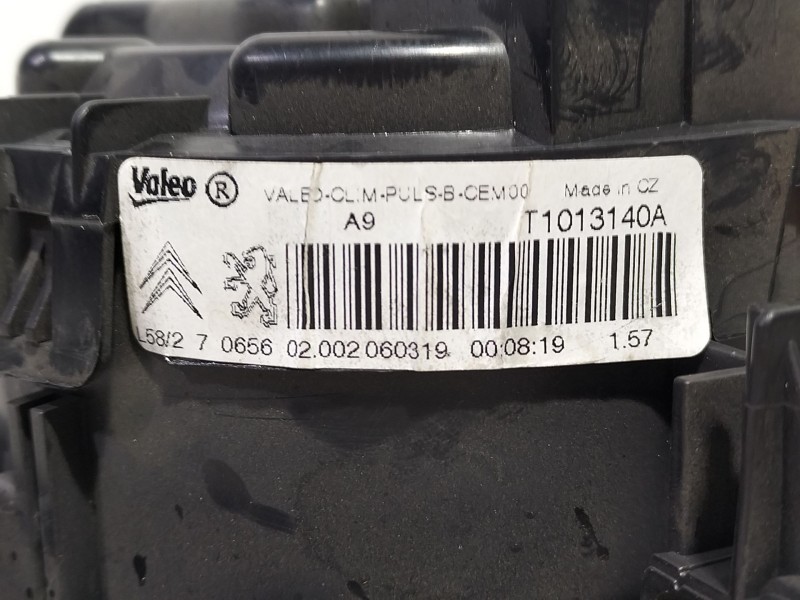 Valeo ® VALEO-CLIM-PULS-B-CEM00 Made in CZ
A9 T1013140A
L58/2 7 0656 02.002 060319 00:08:19 1.57